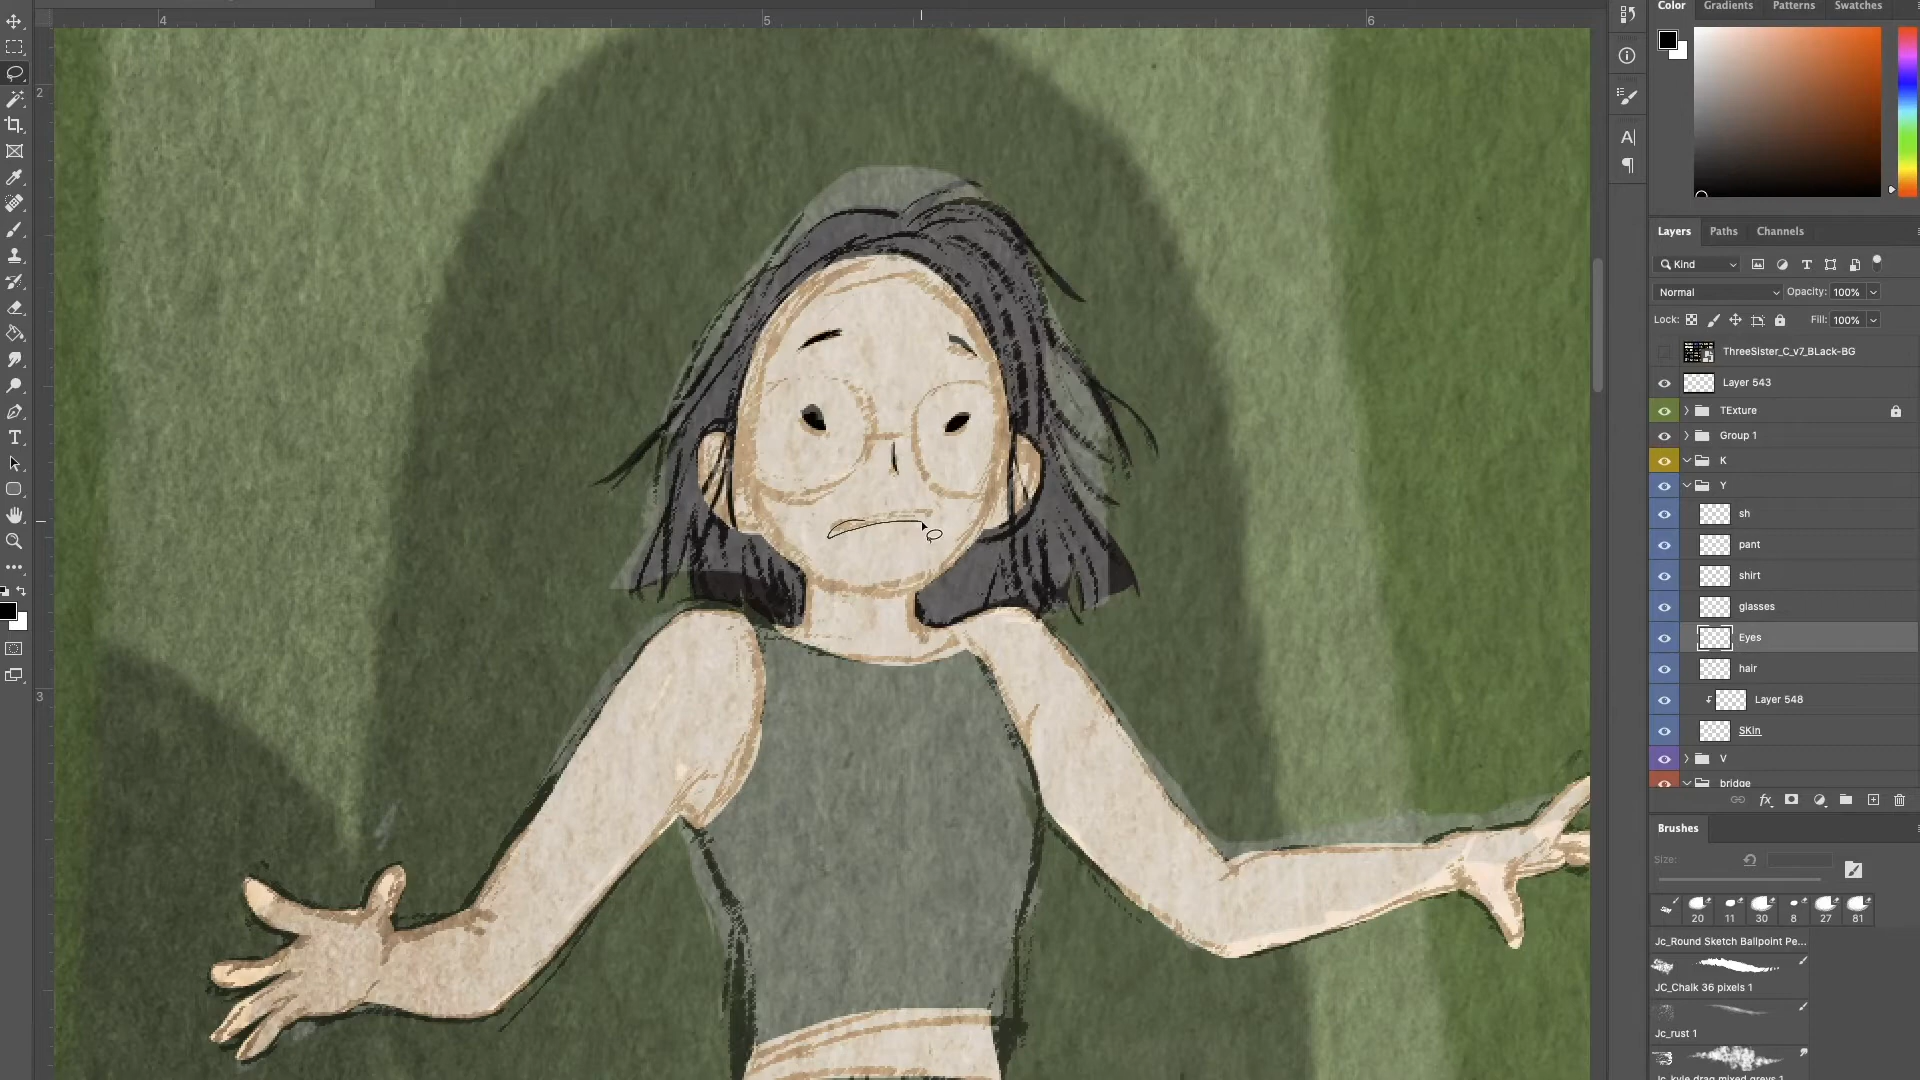 4
5
6
2
3
Color Gradients Patterns Swatches
Layers Paths Channels
Kind
Normal Opacity: 100%
Lock: Fill: 100%
ThreeSister_C_v7_BLack-BG
Layer 543
TExture
Group 1
K
Y
sh
pant
shirt
glasses
Eyes
hair
Layer 548
SKin
V
bridge
fx
Brushes
Size:
20 11 30 8 27 81
Jc_Round Sketch Ballpoint Pe...
JC_Chalk 36 pixels 1
Jc_rust 1